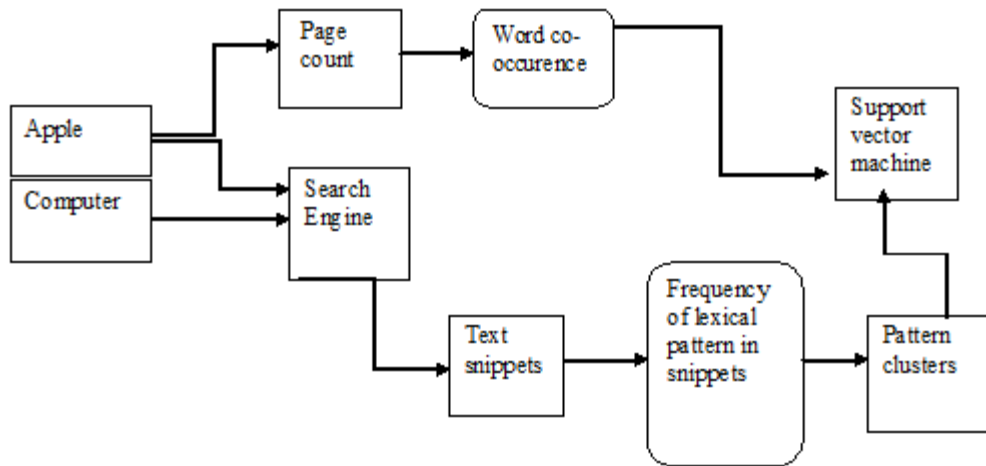 Page
count
Word co-
occurence
Apple
Computer
Search
Engine
Support
vector
machine
Text
snippets
Frequency
of lexical
pattern in
snippets
Pattern
clusters